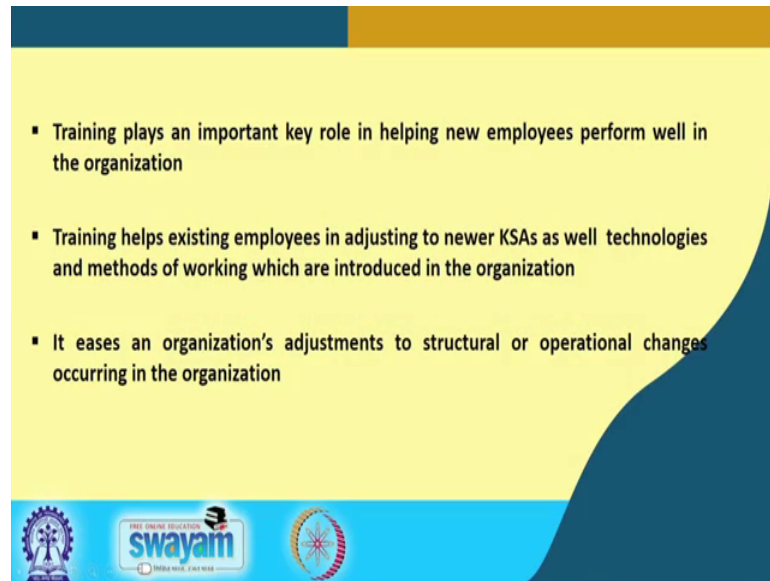 ▪ Training plays an important key role in helping new employees perform well in
the organization
▪ Training helps existing employees in adjusting to newer KSAs as well technologies
and methods of working which are introduced in the organization
▪ It eases an organization's adjustments to structural or operational changes
occurring in the organization
FREE ONLINE EDUCATION
swayam